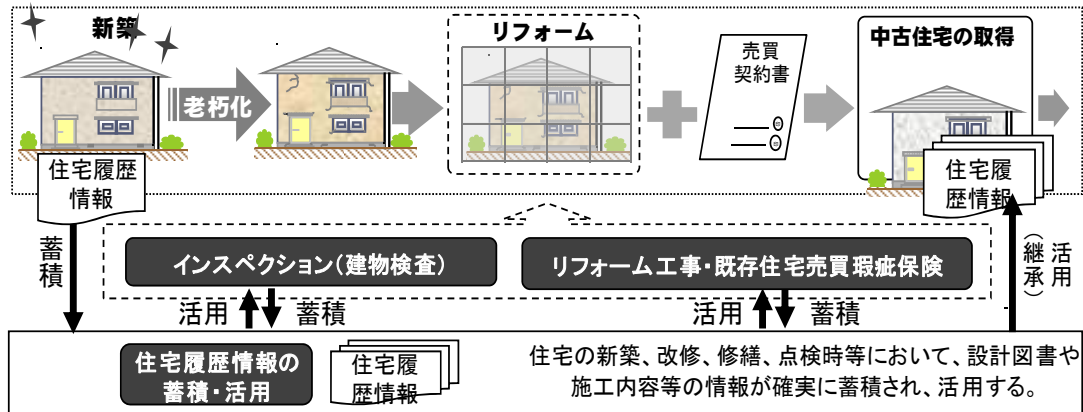 新築
老朽化
リフォーム
売買
契約書
中古住宅の取得
住宅履歴
情報
住宅履
歴情報
蓄積
インスペクション(建物検査)
リフォーム工事・既存住宅売買瑕疵保険
活用
(継承)
活用
蓄積
活用
蓄積
住宅履歴情報の
蓄積・活用
住宅履
歴情報
住宅の新築、改修、修繕、点検時等において、設計図書や
施工内容等の情報が確実に蓄積され、活用する。